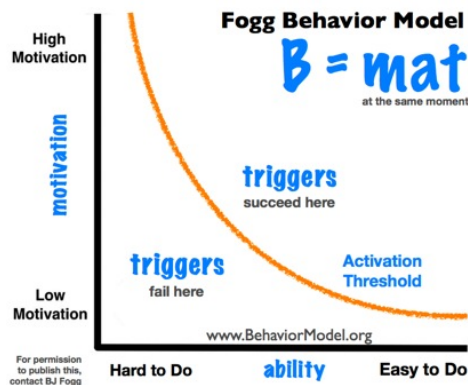 Fogg Behavior Model
B = mat
at the same moment
High
Motivation
motivation
triggers
succeed here
triggers
fail here
Activation
Threshold
Low
Motivation
www.BehaviorModel.org
For permission
to publish this,
contact BJ Fogg
Hard to Do
ability
Easy to Do